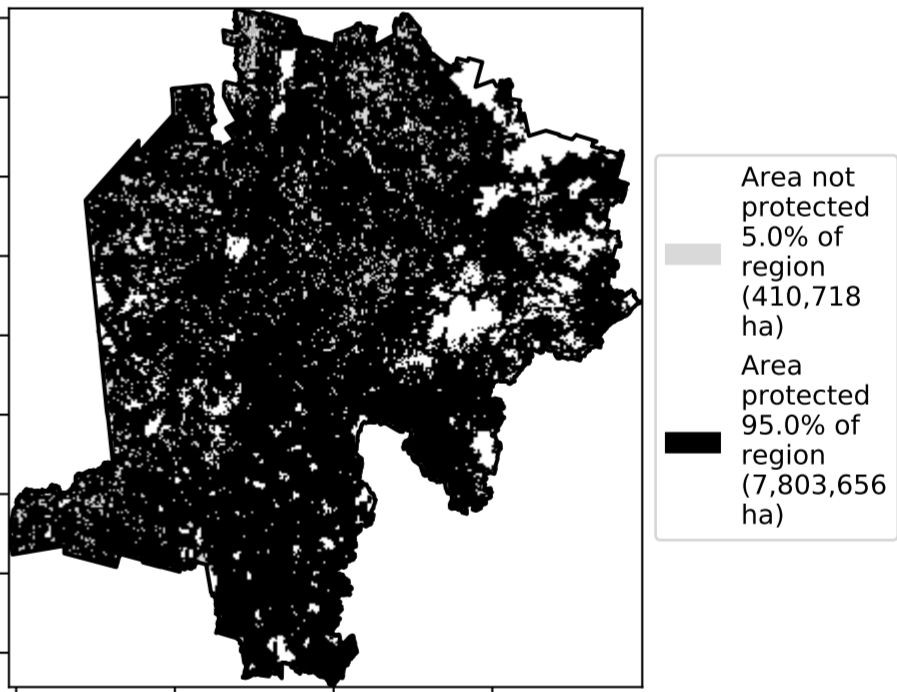 Area not
protected
5.0% of
region
(410,718
ha)
Area
protected
95.0% of
region
(7,803,656
ha)